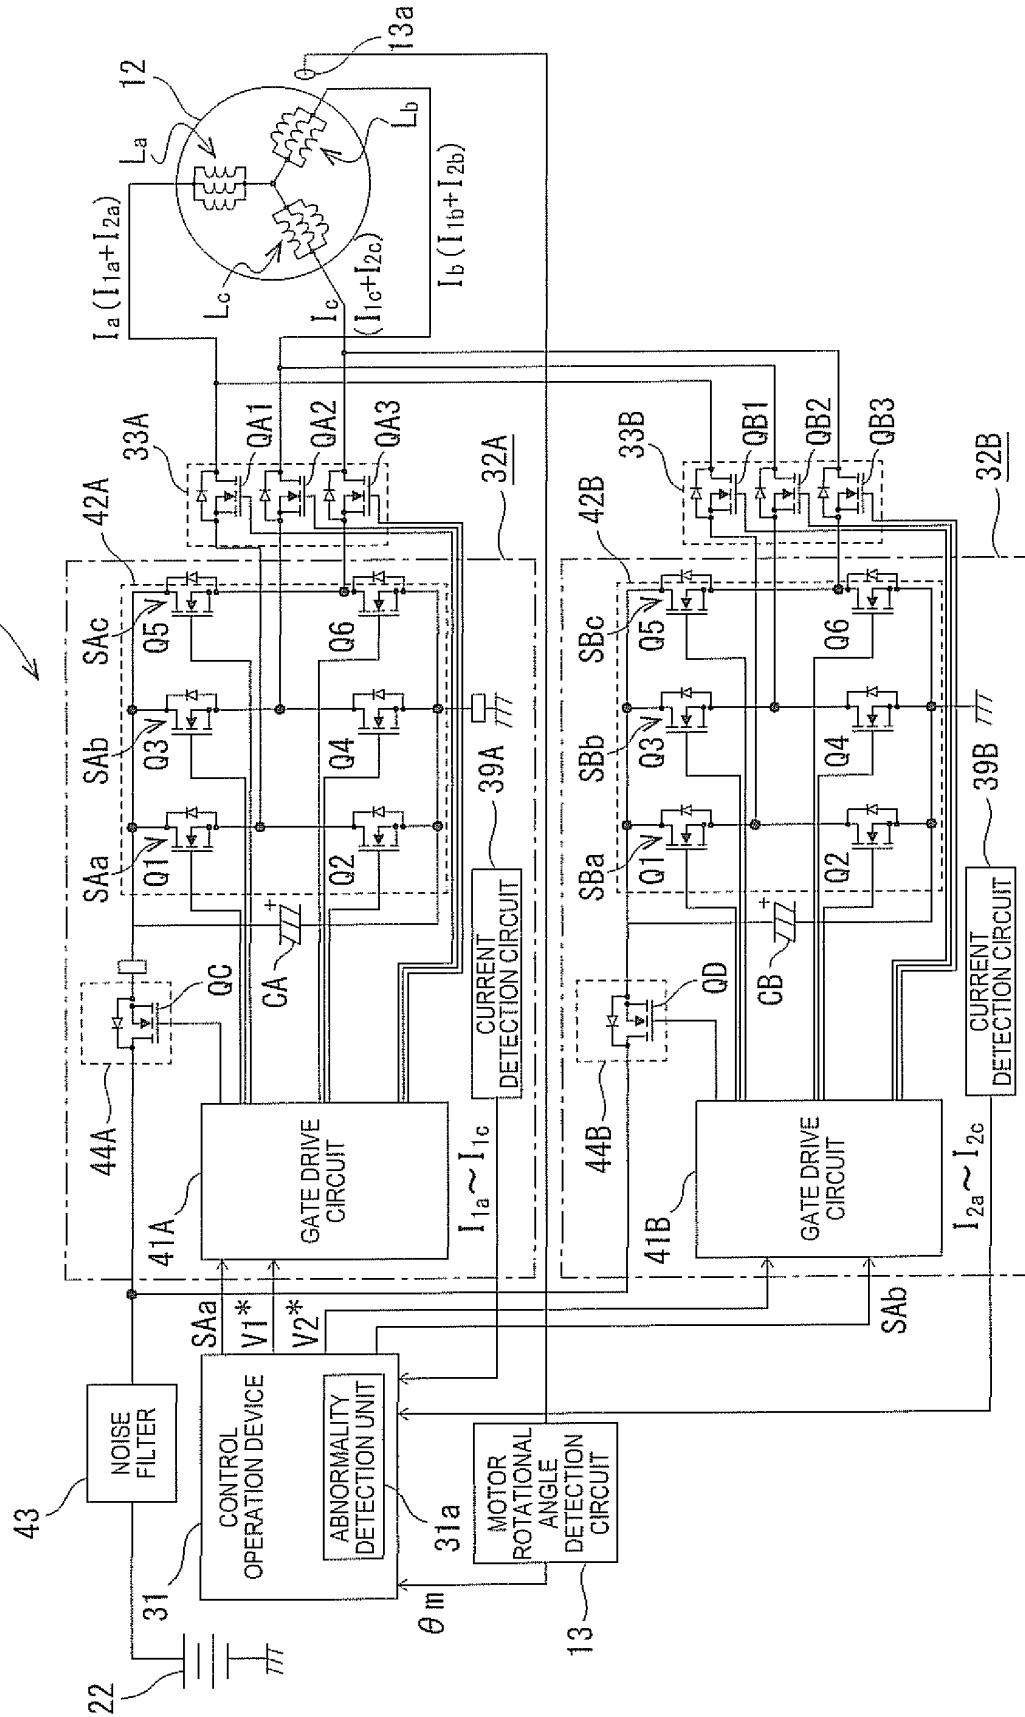 22
43
NOISE
FILTER
31
CONTROL
OPERATION DEVICE
ABNORMALITY
DETECTION UNIT
31a
θm
13
MOTOR
ROTATIONAL
ANGLE
DETECTION
CIRCUIT
SAa
V1*
V2*
SAb
44A
QC
41A
GATE DRIVE
CIRCUIT
I1a～I1c
CA
+
CURRENT
DETECTION CIRCUIT
39A
SAa
SAb
SAc
Q1
Q3
Q5
Q2
Q4
Q6
42A
32A
33A
QA1
QA2
QA3
Ia(I1a+I2a)
Ic
(I1c+I2c)
Ib(I1b+I2b)
La
Lb
Lc
12
13a
44B
QD
41B
GATE DRIVE
CIRCUIT
I2a～I2c
CB
+
CURRENT
DETECTION CIRCUIT
39B
SBa
SBb
SBc
Q1
Q3
Q5
Q2
Q4
Q6
42B
32B
33B
QB1
QB2
QB3